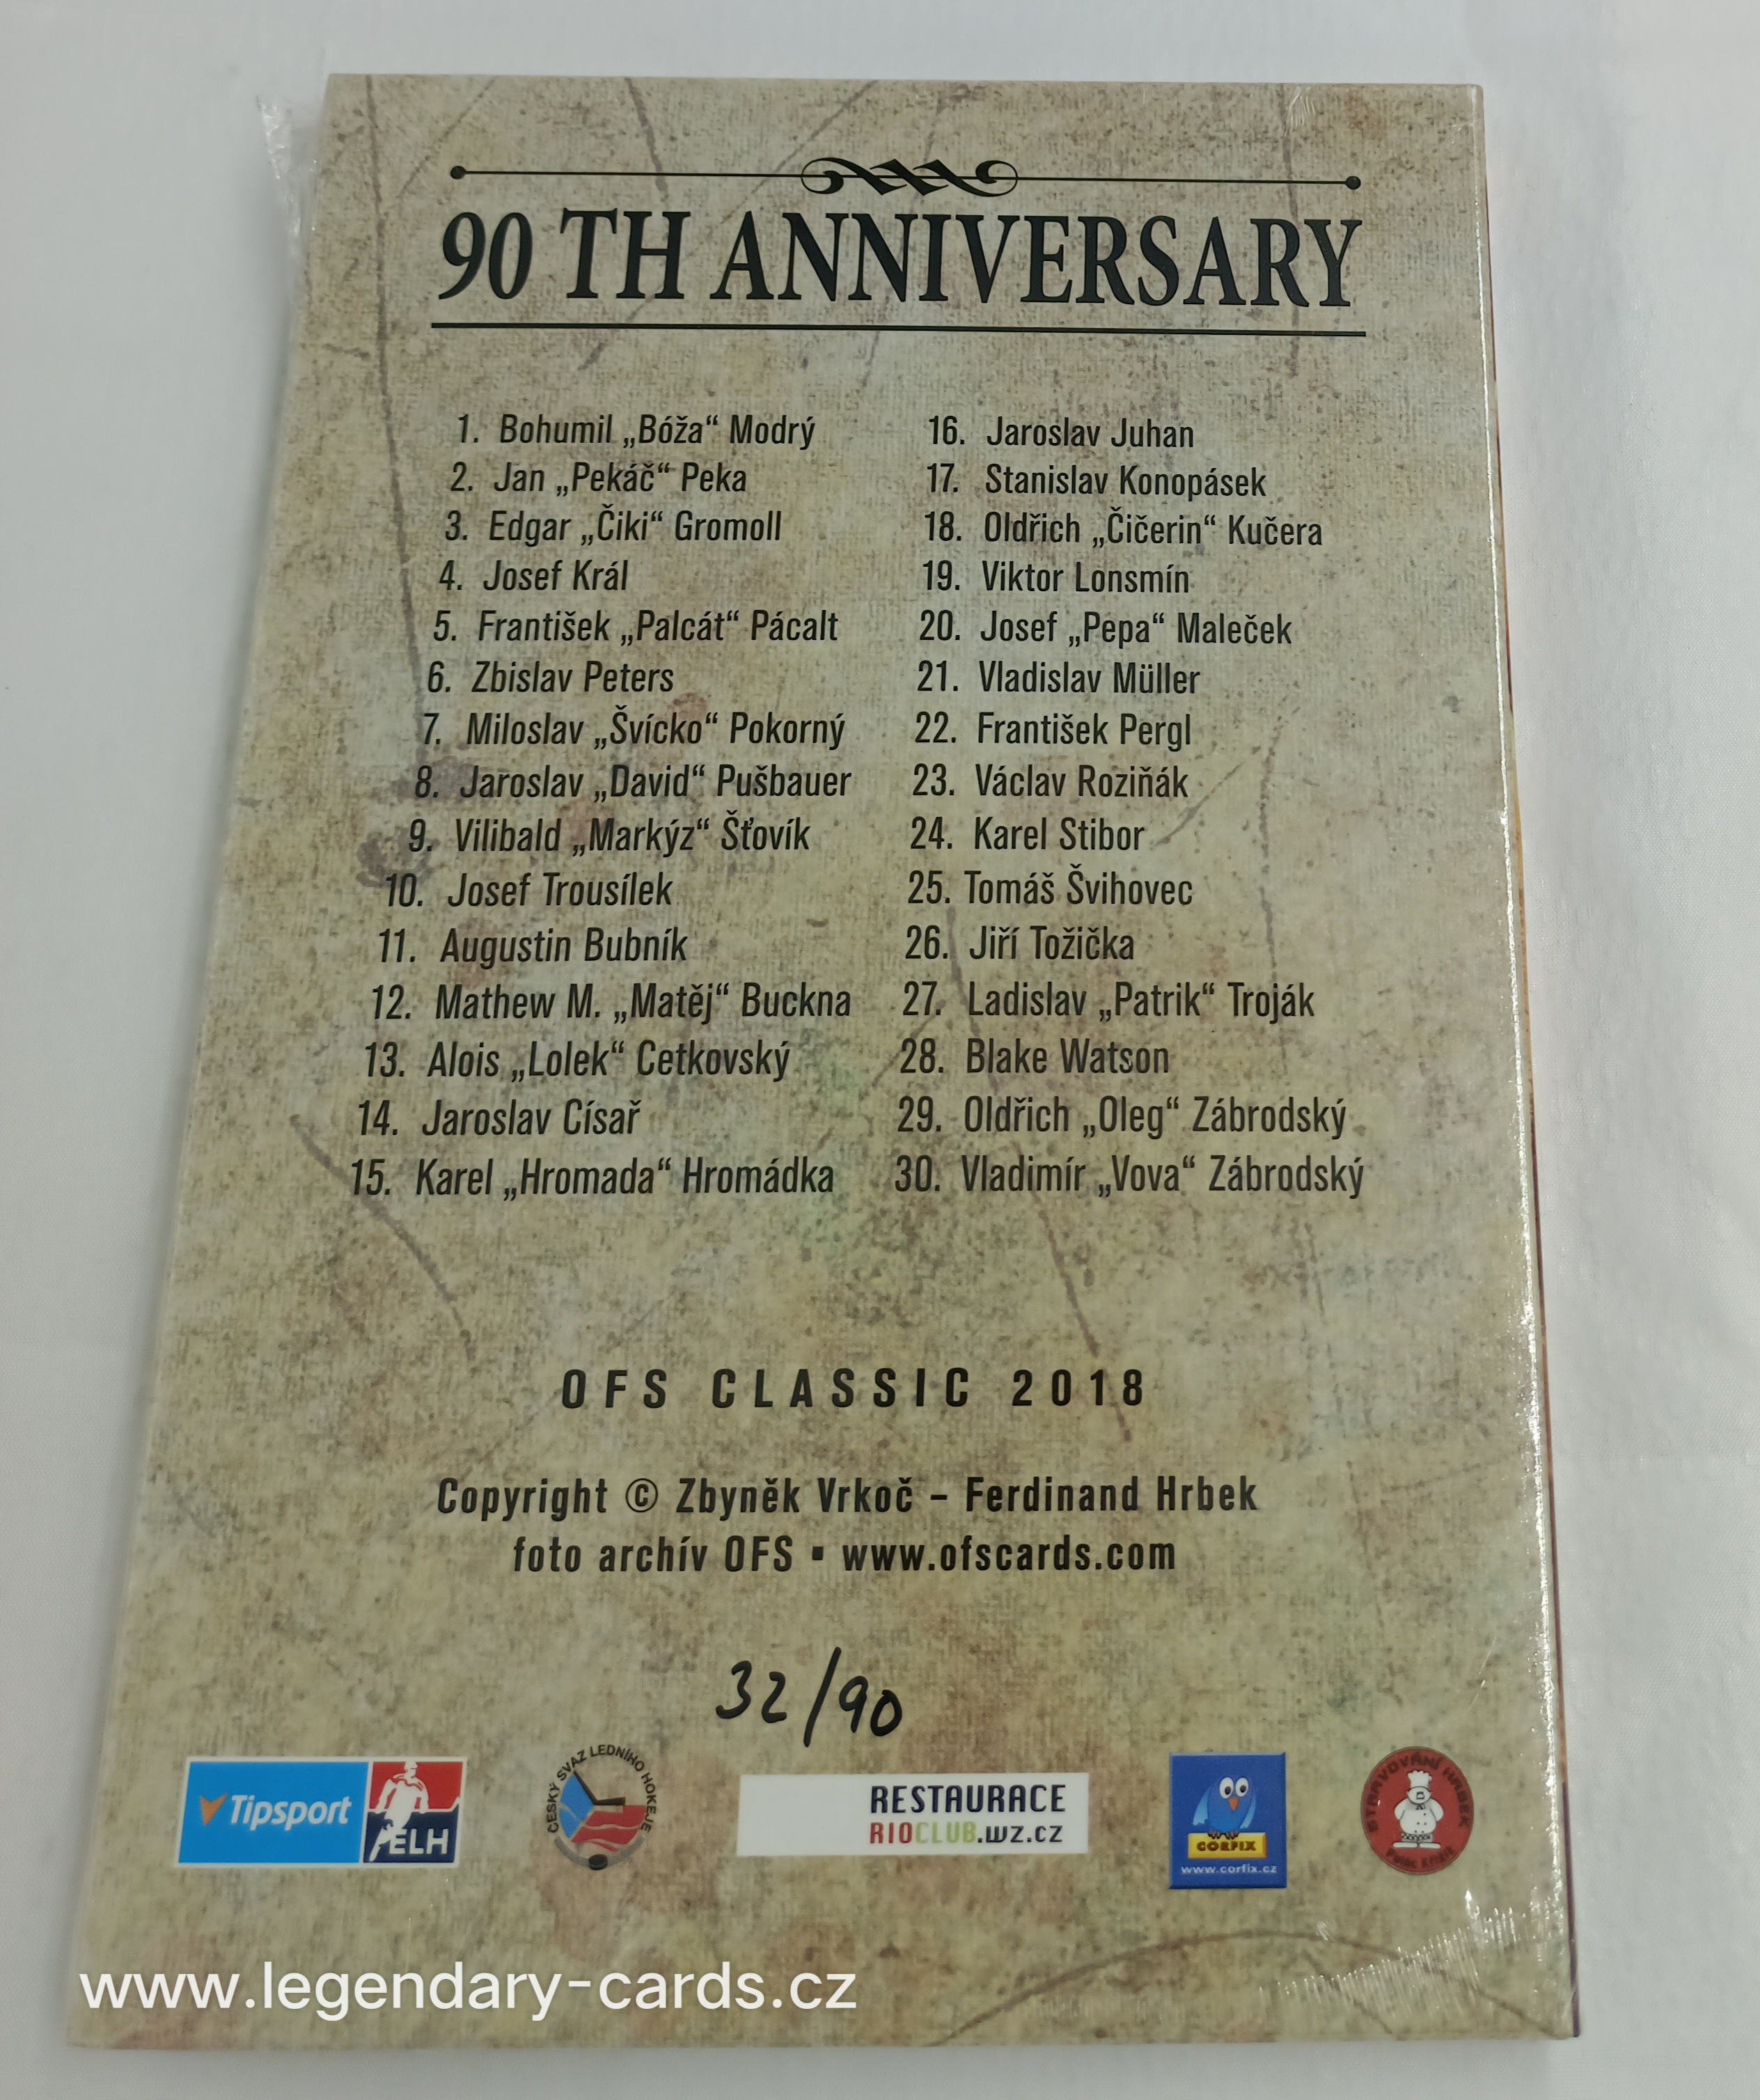 90 TH ANNIVERSARY
1. Bohumil „Bóža“ Modrý
2. Jan „Pekáč“ Peka
3. Edgar „Čiki“ Gromoll
4. Josef Král
5. František „Palcát“ Pácalt
6. Zbislav Peters
7. Miloslav „Švícko“ Pokorný
8. Jaroslav „David“ Pušbauer
9. Vilibald „Markýz“ Šťovík
10. Josef Trousílek
11. Augustin Bubník
12. Mathew M. „Matěj“ Buckna
13. Alois „Lolek“ Cetkovský
14. Jaroslav Císař
15. Karel „Hromada“ Hromádka
16. Jaroslav Juhan
17. Stanislav Konopásek
18. Oldřich „Čičerin“ Kučera
19. Viktor Lonsmín
20. Josef „Pepa“ Maleček
21. Vladislav Müller
22. František Pergl
23. Václav Roziňák
24. Karel Stibor
25. Tomáš Švihovec
26. Jiří Tožička
27. Ladislav „Patrik“ Troják
28. Blake Watson
29. Oldřich „Oleg“ Zábrodský
30. Vladimír „Vova“ Zábrodský
OFS CLASSIC 2018
Copyright © Zbyněk Vrkoč – Ferdinand Hrbek
foto archív OFS ▪ www.ofscards.com
32/90
Tipsport ELH
ČESKÝ SVAZ LEDNÍHO HOKEJE
RESTAURACE
RIOCLUB.WZ.CZ
CORFIX
www.corfix.cz
STRAVOVÁNÍ HRBEK
www.legendary-cards.cz